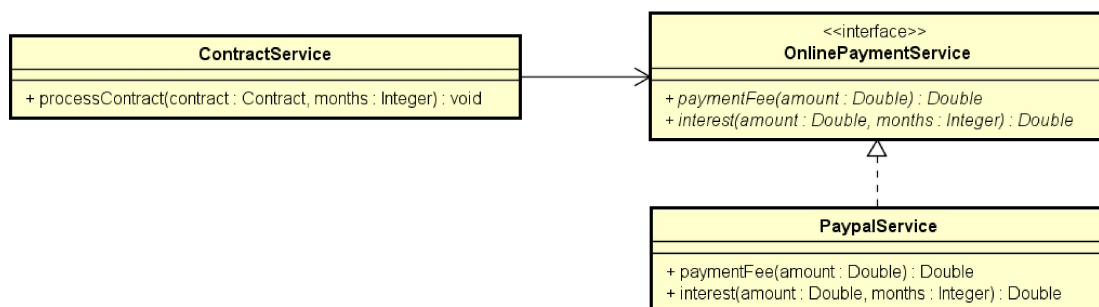 ContractService
+ processContract(contract : Contract, months : Integer) : void
<<interface>>
OnlinePaymentService
+ paymentFee(amount : Double) : Double
+ interest(amount : Double, months : Integer) : Double
PaypalService
+ paymentFee(amount : Double) : Double
+ interest(amount : Double, months : Integer) : Double